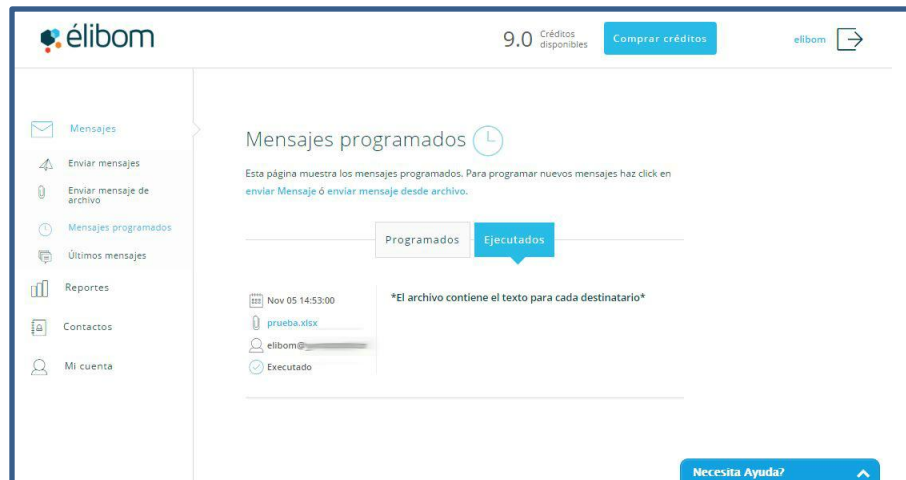 élibom
9.0 Créditos disponibles
Comprar créditos
elibom
Mensajes
Enviar mensajes
Enviar mensaje de
archivo
Mensajes programados
Últimos mensajes
Reportes
Contactos
Mi cuenta
Mensajes programados
Esta página muestra los mensajes programados. Para programar nuevos mensajes haz click en
enviar Mensaje ó enviar mensaje desde archivo.
Programados
Ejecutados
Nov 05 14:53:00
prueba.xlsx
elibom@
Executado
*El archivo contiene el texto para cada destinatario*
Necesita Ayuda?